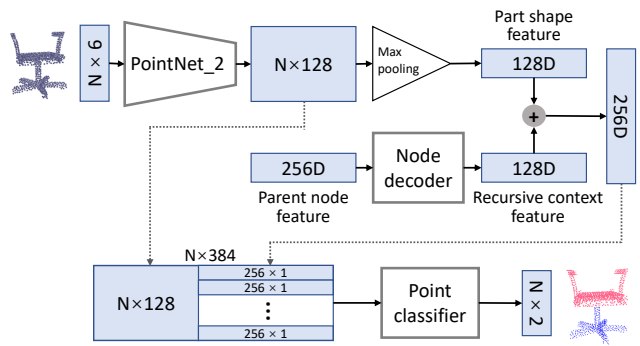 Part shape
feature
N×6
PointNet_2
N×128
Max
pooling
128D
256D
+
256D
Node
decoder
128D
Parent node
feature
Recursive context
feature
N×384
N×128
256 × 1
256 × 1
⋮
256 × 1
Point
classifier
N×2